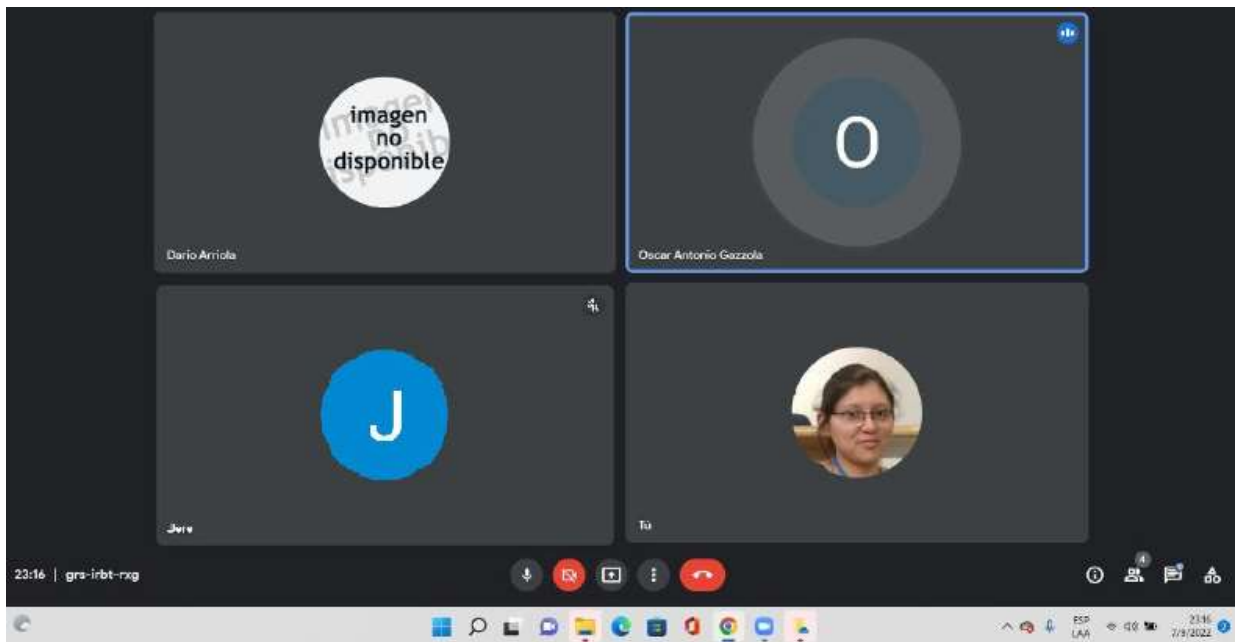 imagen
no
disponible
Dario Arriola
O
Oscar Antonio Gazzola
J
Jere
Tú
23:16 | grs-irbt-rxg
4
ESP
LAA
23:16
7/9/2022